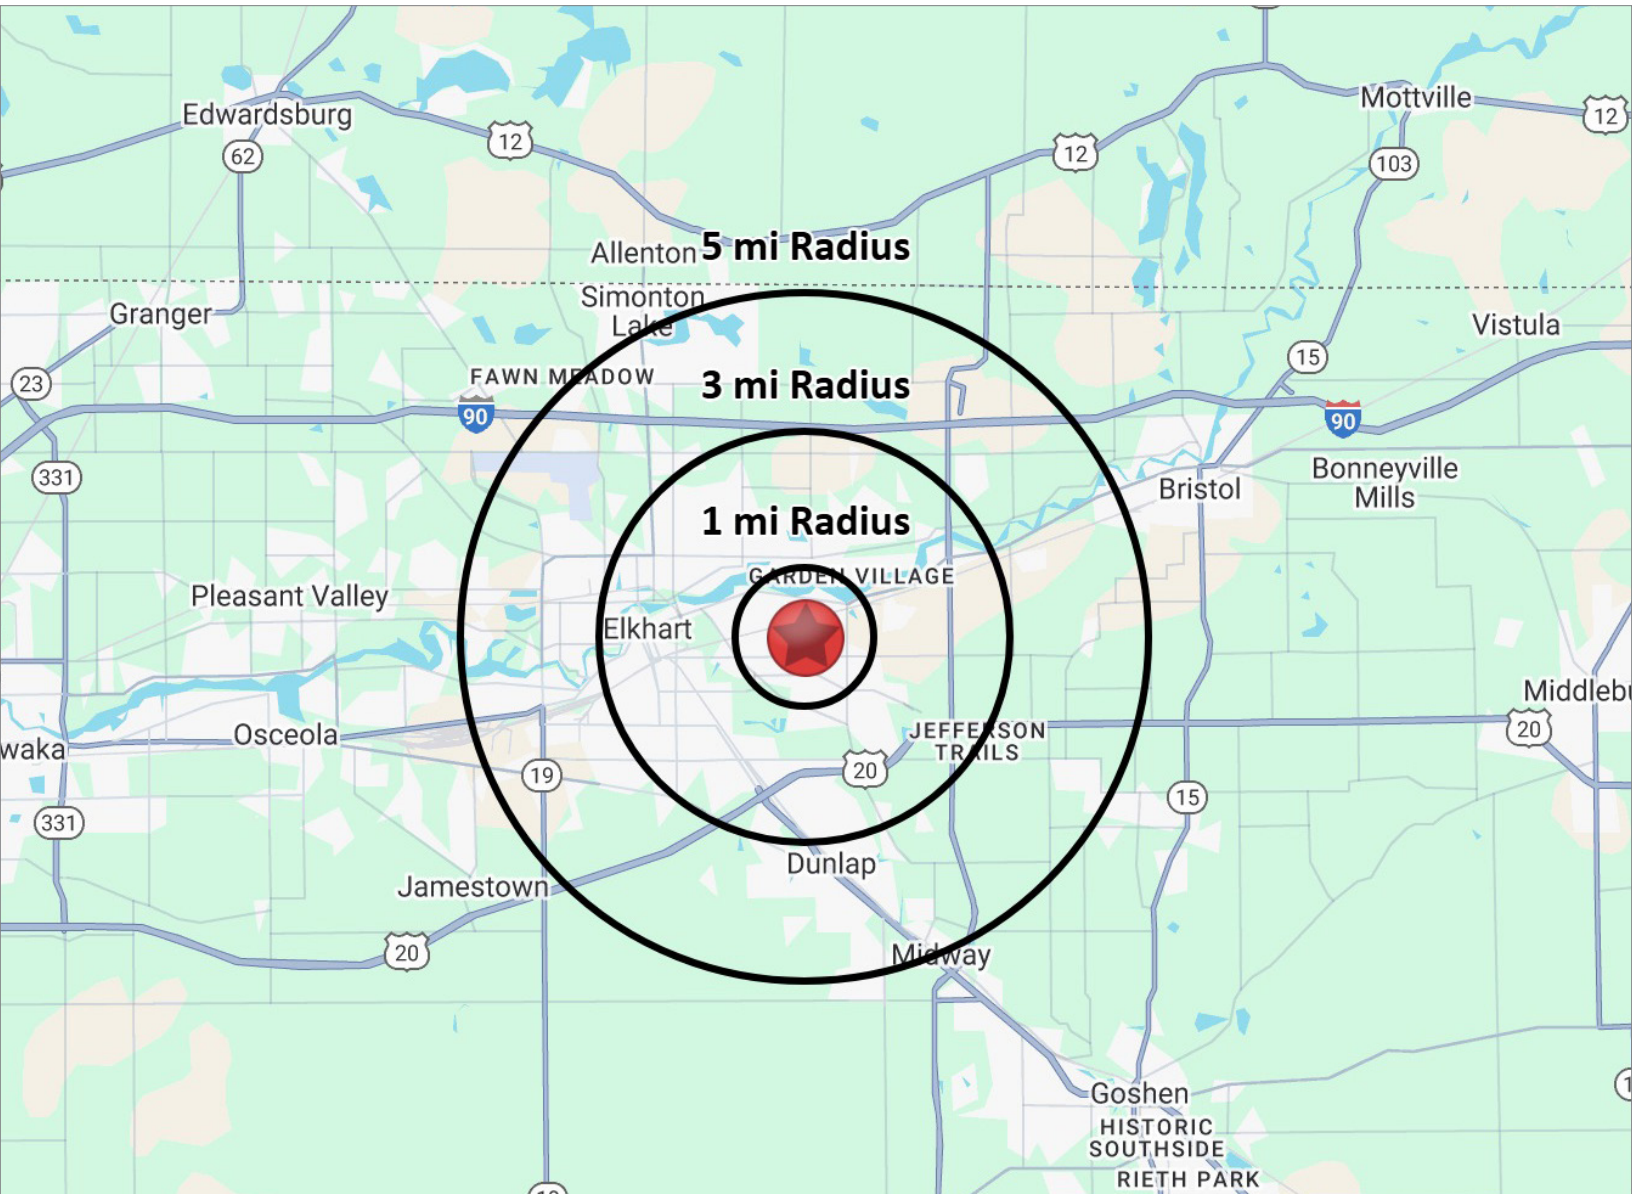 Edwardsburg
Mottville
12
12
12
62
103
Allenton
5 mi Radius
Simonton
Lake
Granger
Vistula
15
FAWN MEADOW
3 mi Radius
23
90
90
331
Bonneyville
Mills
Bristol
1 mi Radius
GARDEN VILLAGE
Pleasant Valley
Elkhart
Middlebu
Osceola
JEFFERSON
TRAILS
20
waka
20
19
15
331
Dunlap
Jamestown
20
Midway
Goshen
HISTORIC
SOUTHSIDE
RIETH PARK